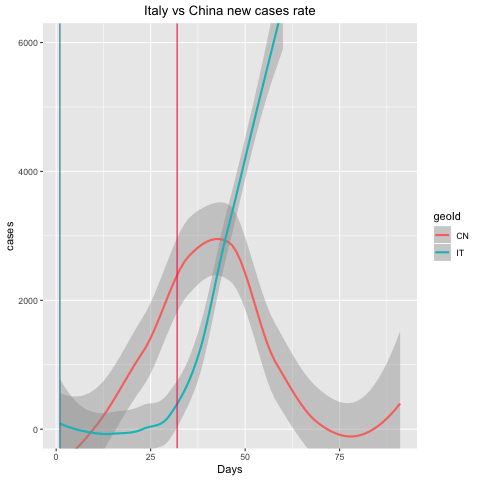 Italy vs China new cases rate
6000
4000
2000
0
cases
0 25 50 75
Days
geoId
CN
IT